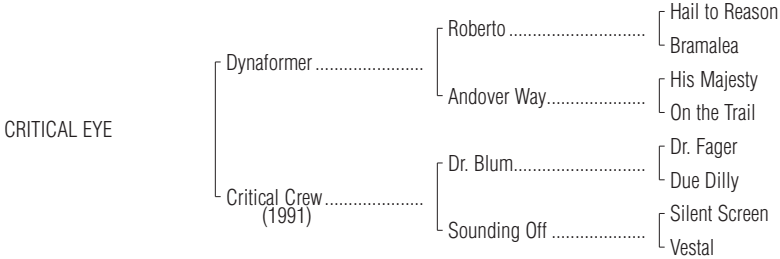 Hail to Reason
Roberto ..............................
Bramalea
Dynaformer .......................
His Majesty
Andover Way......................
On the Trail
CRITICAL EYE
Dr. Fager
Dr. Blum.............................
Due Dilly
Critical Crew ......................
(1991)
Silent Screen
Sounding Off .....................
Vestal